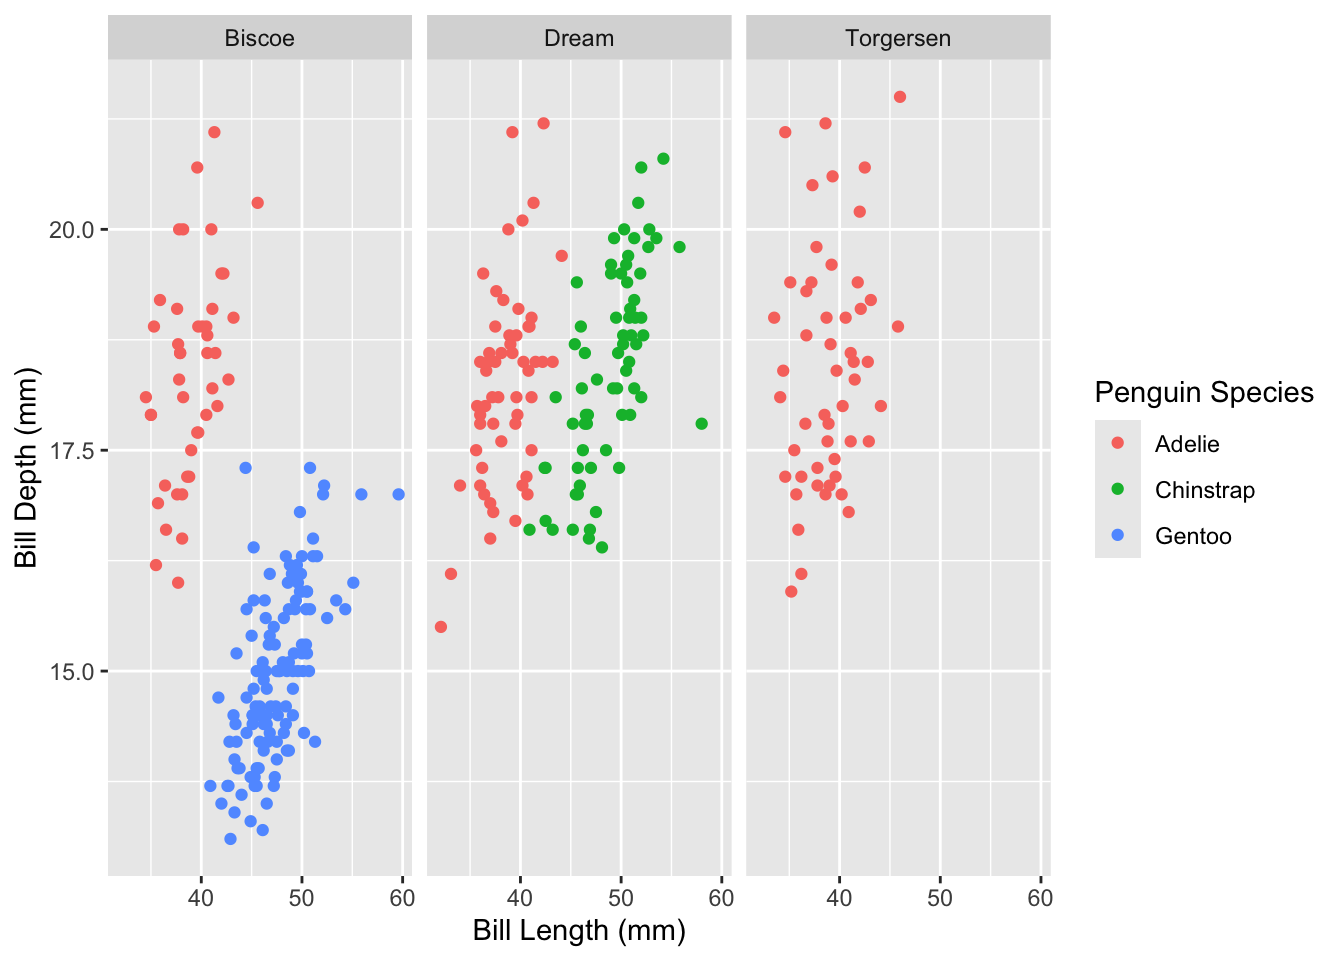 Biscoe
Dream
Torgersen
20.0
17.5
15.0
Bill Depth (mm)
40 50 60
40 50 60
40 50 60
Bill Length (mm)
Penguin Species
Adelie
Chinstrap
Gentoo